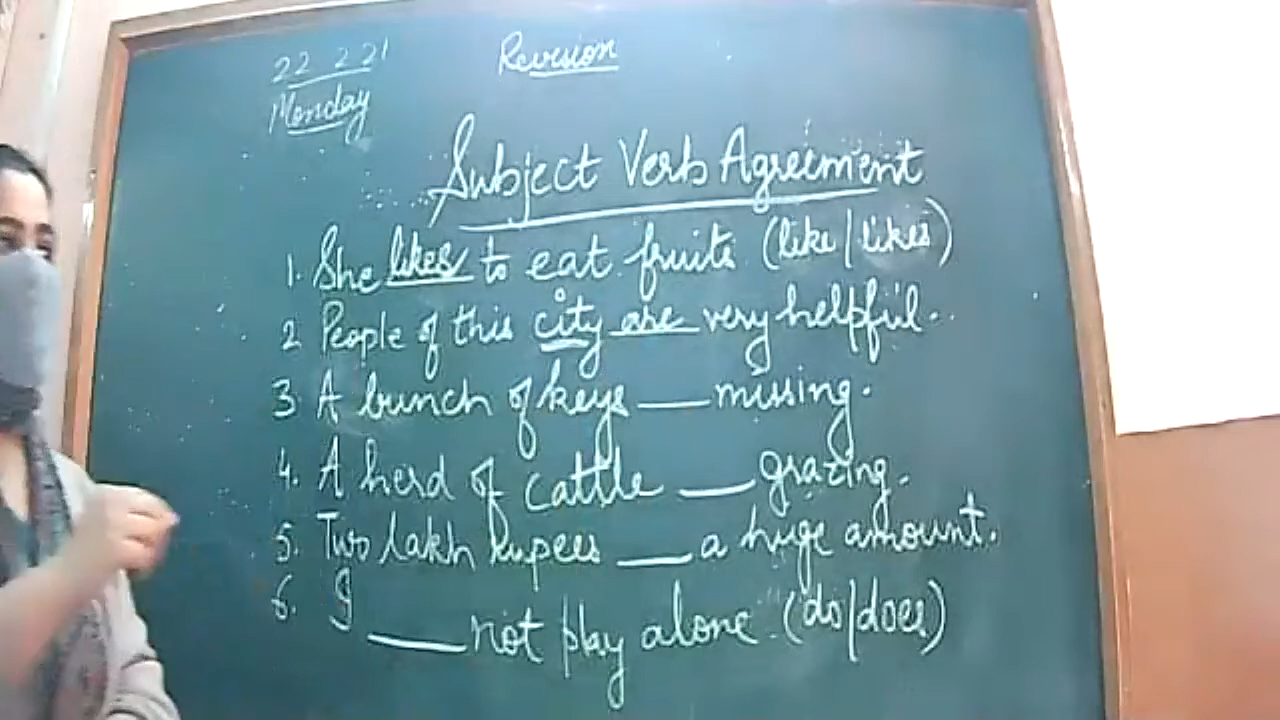 22 2 21
Monday
Revision
Subject Verb Agreement
1. She likes to eat fruits (like/likes)
2 People of this city are very helpful.
3 A bunch of keys ___ missing.
4. A herd of cattle ___ grazing.
5. Two lakh rupees ___ a huge amount.
6. I ___ not play alone. (do/does)